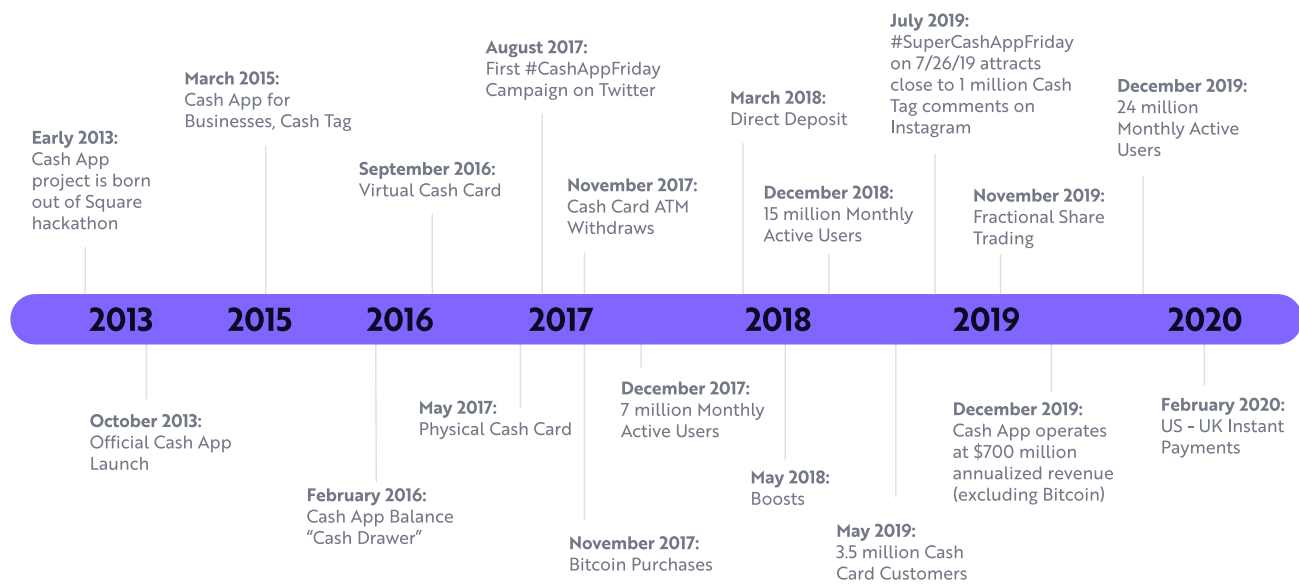 Early 2013:
Cash App
project is born
out of Square
hackathon
March 2015:
Cash App for
Businesses, Cash Tag
September 2016:
Virtual Cash Card
August 2017:
First #CashAppFriday
Campaign on Twitter
November 2017:
Cash Card ATM
Withdraws
March 2018:
Direct Deposit
December 2018:
15 million Monthly
Active Users
July 2019:
#SuperCashAppFriday
on 7/26/19 attracts
close to 1 million Cash
Tag comments on
Instagram
November 2019:
Fractional Share
Trading
December 2019:
24 million
Monthly Active
Users
2013
2015
2016
2017
2018
2019
2020
October 2013:
Official Cash App
Launch
February 2016:
Cash App Balance
"Cash Drawer"
May 2017:
Physical Cash Card
November 2017:
Bitcoin Purchases
December 2017:
7 million Monthly
Active Users
May 2018:
Boosts
May 2019:
3.5 million Cash
Card Customers
December 2019:
Cash App operates
at $700 million
annualized revenue
(excluding Bitcoin)
February 2020:
US - UK Instant
Payments